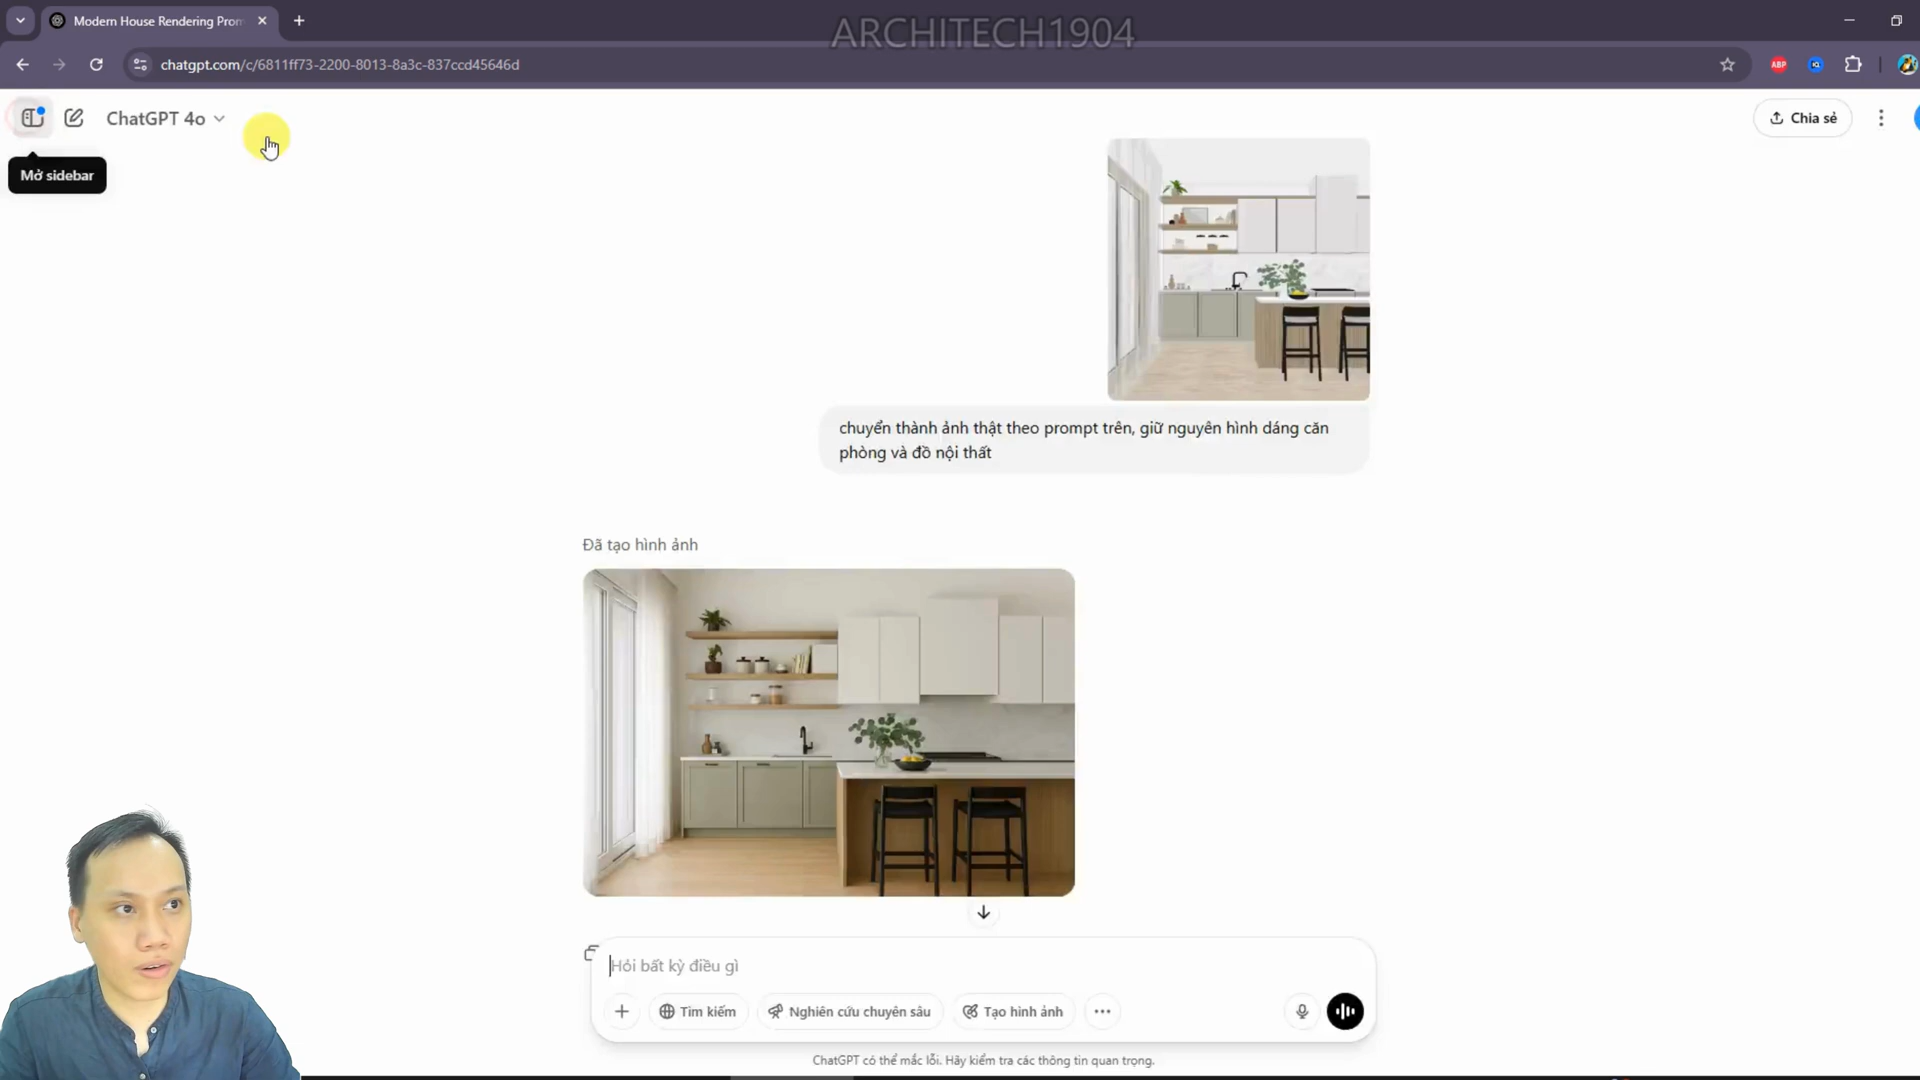 Modern House Rendering Pro
ARCHITECH1904
chatgpt.com/c/6811ff73-2200-8013-8a3c-837ccd45646d
ABP
ChatGPT 4o
Chia sẻ
Mở sidebar
chuyển thành ảnh thật theo prompt trên, giữ nguyên hình dáng căn
phòng và đồ nội thất
Đã tạo hình ảnh
Hỏi bất kỳ điều gì
Tìm kiếm
Nghiên cứu chuyên sâu
Tạo hình ảnh
ChatGPT có thể mắc lỗi. Hãy kiểm tra các thông tin quan trọng.